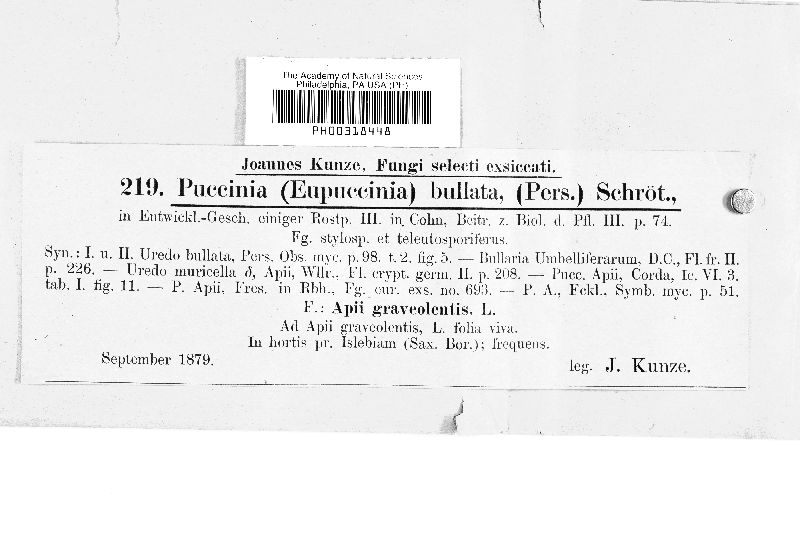 The Academy of Natural Sciences
Philadelphia, PA USA (PH)
PH00318448
Joannes Kunze, Fungi selecti exsiccati.
219. Puccinia (Eupuccinia) bullata, (Pers.) Schröt.,
in Entwickl.-Gesch. einiger Rostp. III. in Cohn, Beitr. z. Biol. d. Pfl. III. p. 74.
Fg. stylosp. et teleutosporiferus.
Syn.: I. u. II. Uredo bullata, Pers. Obs. myc. p. 98. t. 2. fig. 5. — Bullaria Umbelliferarum, D.C., Fl. fr. II.
p. 226. — Uredo muricella δ, Apii, Wllr., Fl. crypt. germ. II. p. 208. — Pucc. Apii, Corda, Ic. VI. 3.
tab. I. fig. 11. — P. Apii, Fres. in Rbh., Fg. eur. exs. no. 693. — P. A., Fckl., Symb. myc. p. 51.
F.: Apii graveolentis, L.
Ad Apii graveolentis, L. folia viva.
In hortis pr. Islebiam (Sax. Bor.); frequens.
September 1879.
leg. J. Kunze.